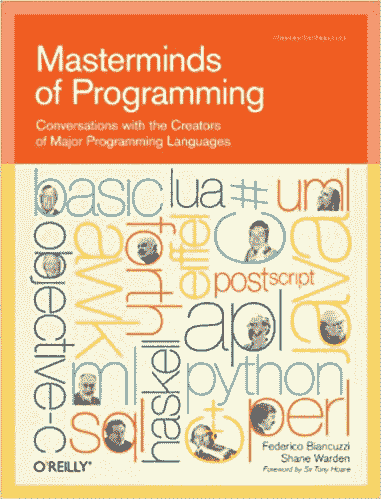 Masterminds
of Programming
Conversations with the Creators
of Major Programming Languages
basic
lua
uml
objective-c
awk
forth
eiffel
C#
java
postscript
apl
ml
python
sql
haskell
C++
perl
Federico Biancuzzi
Shane Warden
Foreword by Sir Tony Hoare
O'REILLY®